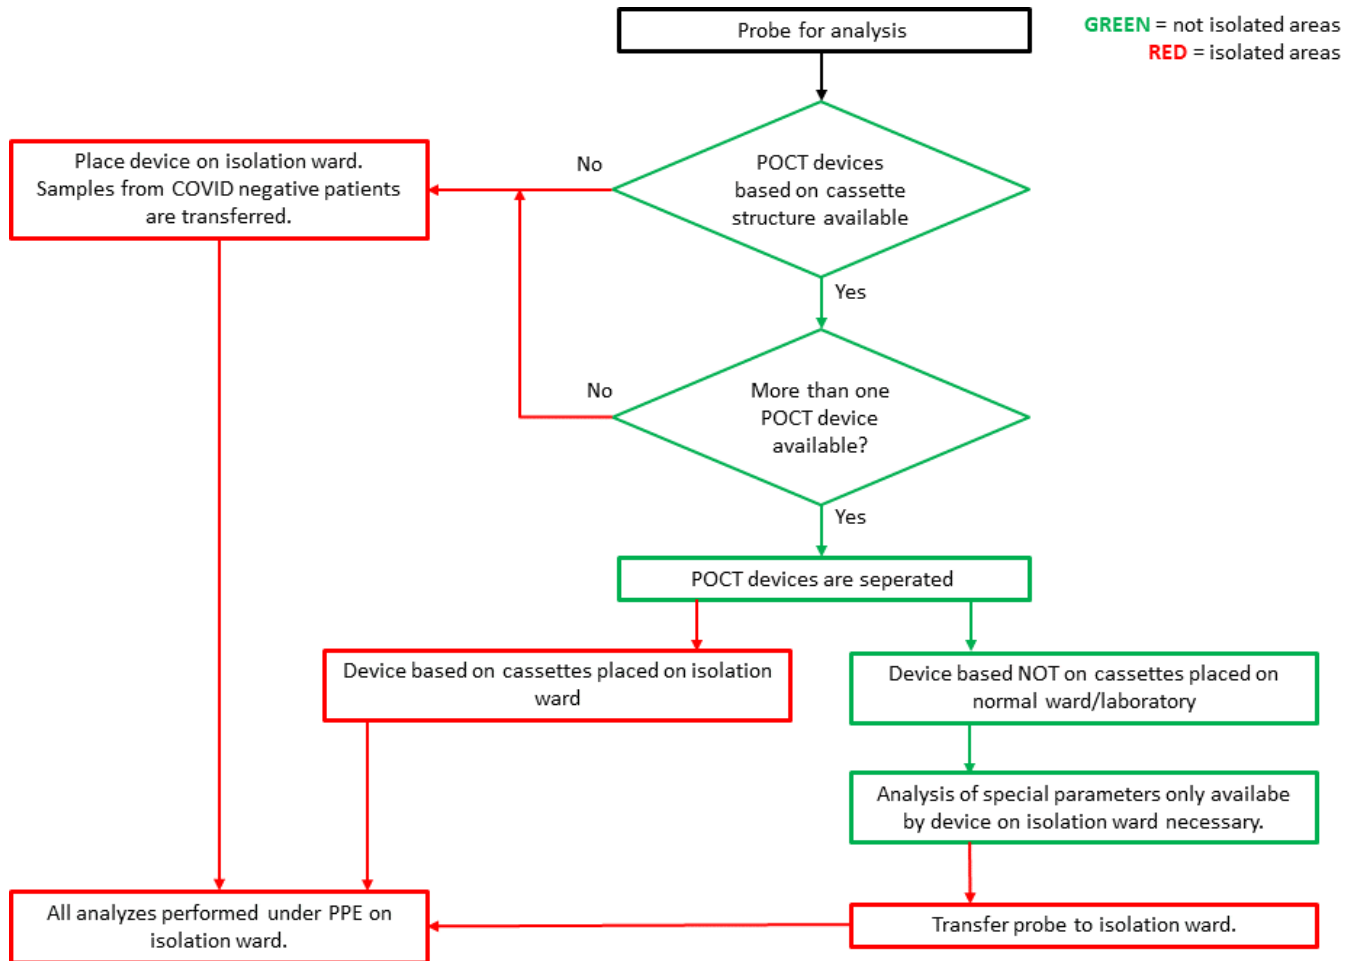 Probe for analysis
GREEN = not isolated areas
RED = isolated areas
No
POCT devices
based on cassette
structure available
Place device on isolation ward.
Samples from COVID negative patients
are transferred.
Yes
No
More than one
POCT device
available?
Yes
POCT devices are seperated
Device based on cassettes placed on isolation
ward
Device based NOT on cassettes placed on
normal ward/laboratory
Analysis of special parameters only availabe
by device on isolation ward necessary.
All analyzes performed under PPE on
isolation ward.
Transfer probe to isolation ward.